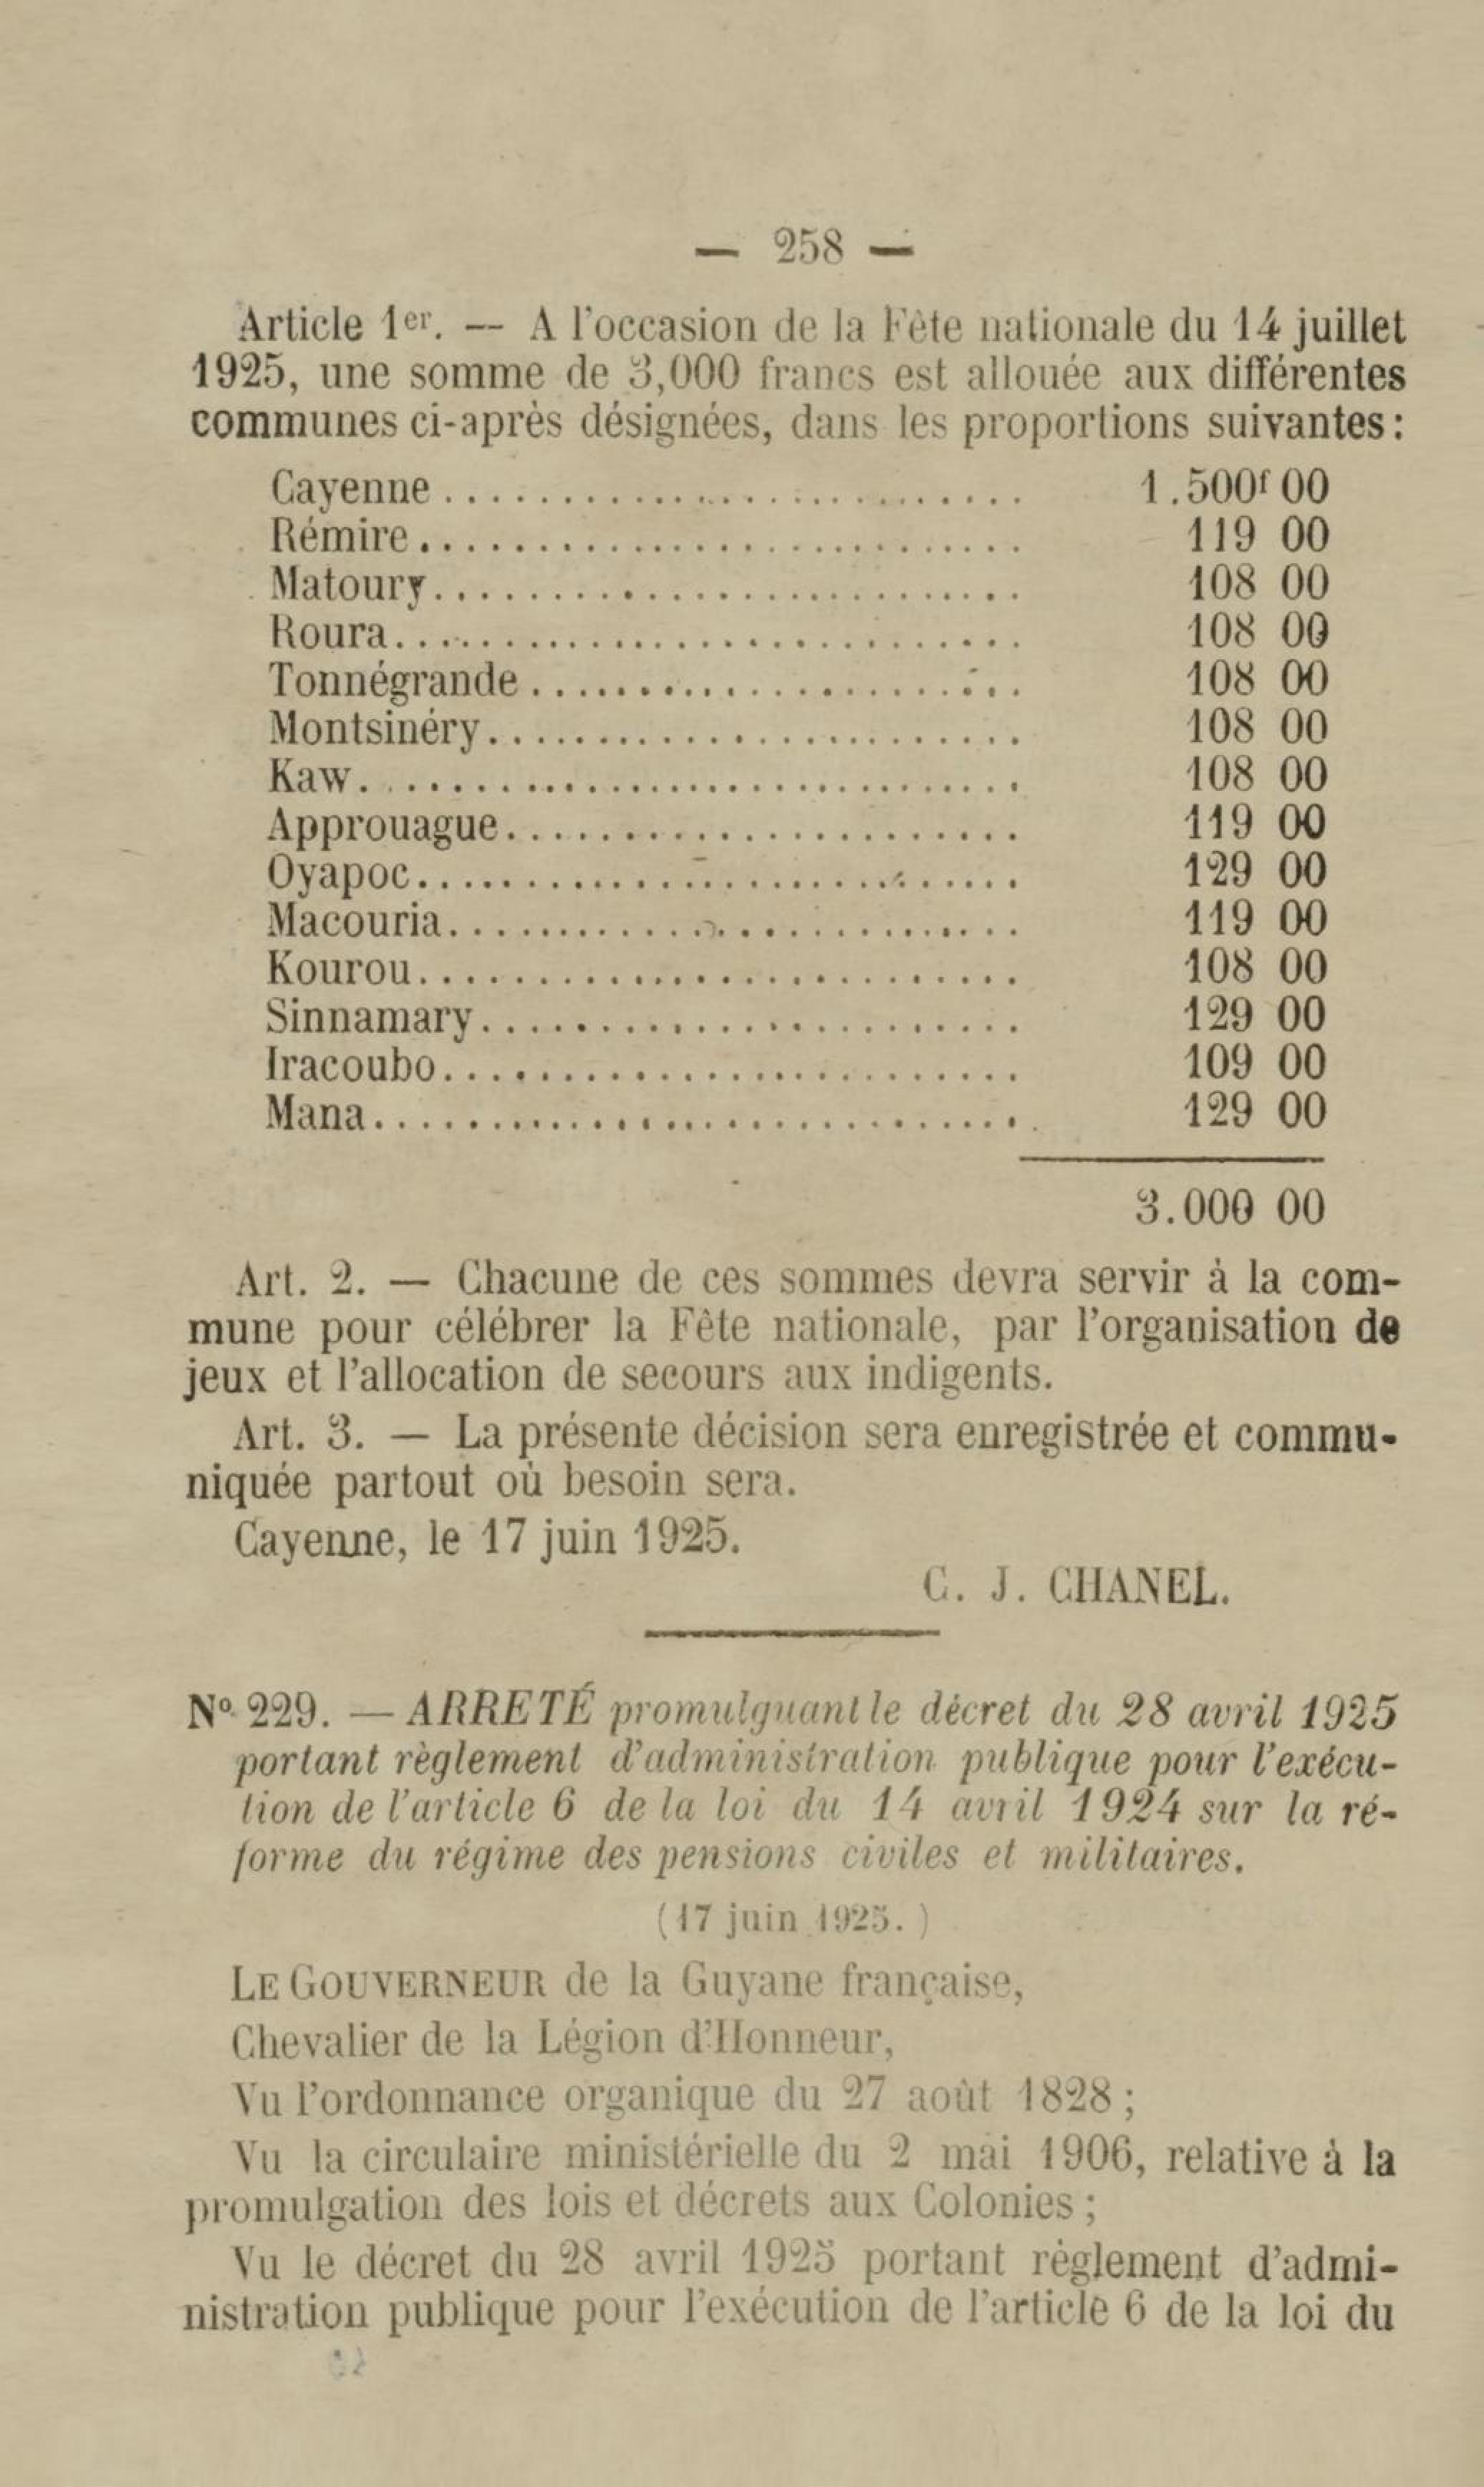 — 258 —
Article 1er. — A l'occasion de la Fête nationale du 14 juillet
1925, une somme de 3,000 francs est allouée aux différentes
communes ci-après désignées, dans les proportions suivantes:
Cayenne........................... 1.500f 00
Rémire........................... 119 00
Matoury........................... 108 00
Roura........................... 108 00
Tonnégrande........................... 108 00
Montsinéry........................... 108 00
Kaw........................... 108 00
Approuague........................... 119 00
Oyapoc........................... 129 00
Macouria........................... 119 00
Kourou........................... 108 00
Sinnamary........................... 129 00
Iracoubo........................... 109 00
Mana........................... 129 00
3.000 00
Art. 2. — Chacune de ces sommes devra servir à la com-
mune pour célébrer la Fête nationale, par l'organisation de
jeux et l'allocation de secours aux indigents.
Art. 3. — La présente décision sera enregistrée et commu-
niquée partout où besoin sera.
Cayenne, le 17 juin 1925.
C. J. CHANEL.
No 229. — ARRETÉ promulguant le décret du 28 avril 1925
portant règlement d'administration publique pour l'exécu-
tion de l'article 6 de la loi du 14 avril 1924 sur la ré-
forme du régime des pensions civiles et militaires.
(17 juin 1925.)
LE GOUVERNEUR de la Guyane française,
Chevalier de la Légion d'Honneur,
Vu l'ordonnance organique du 27 août 1828;
Vu la circulaire ministérielle du 2 mai 1906, relative à la
promulgation des lois et décrets aux Colonies;
Vu le décret du 28 avril 1925 portant règlement d'admi-
nistration publique pour l'exécution de l'article 6 de la loi du